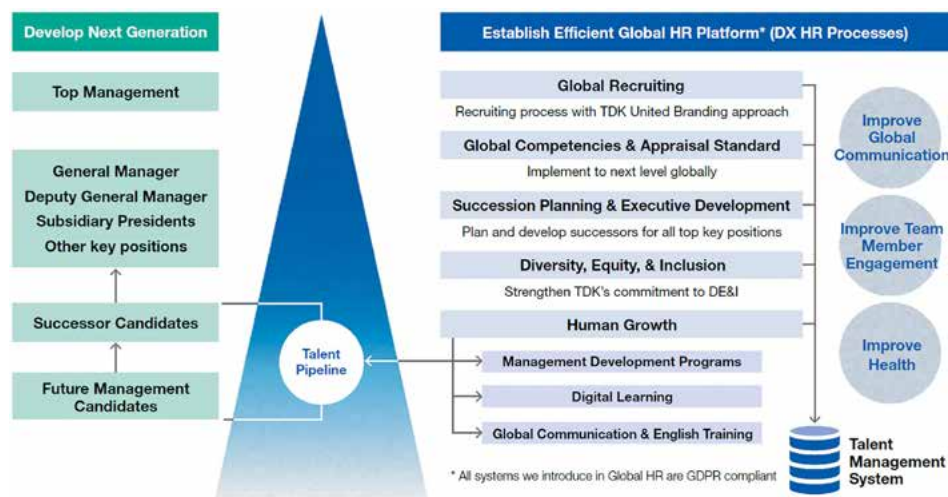 Develop Next Generation
Top Management
General Manager
Deputy General Manager
Subsidiary Presidents
Other key positions
Successor Candidates
Future Management
Candidates
Talent
Pipeline
Establish Efficient Global HR Platform* (DX HR Processes)
Global Recruiting
Recruiting process with TDK United Branding approach
Global Competencies & Appraisal Standard
Implement to next level globally
Succession Planning & Executive Development
Plan and develop successors for all top key positions
Diversity, Equity, & Inclusion
Strengthen TDK's commitment to DE&I
Human Growth
Management Development Programs
Digital Learning
Global Communication & English Training
* All systems we introduce in Global HR are GDPR compliant
Improve
Global
Communication
Improve Team
Member
Engagement
Improve
Health
Talent
Management
System